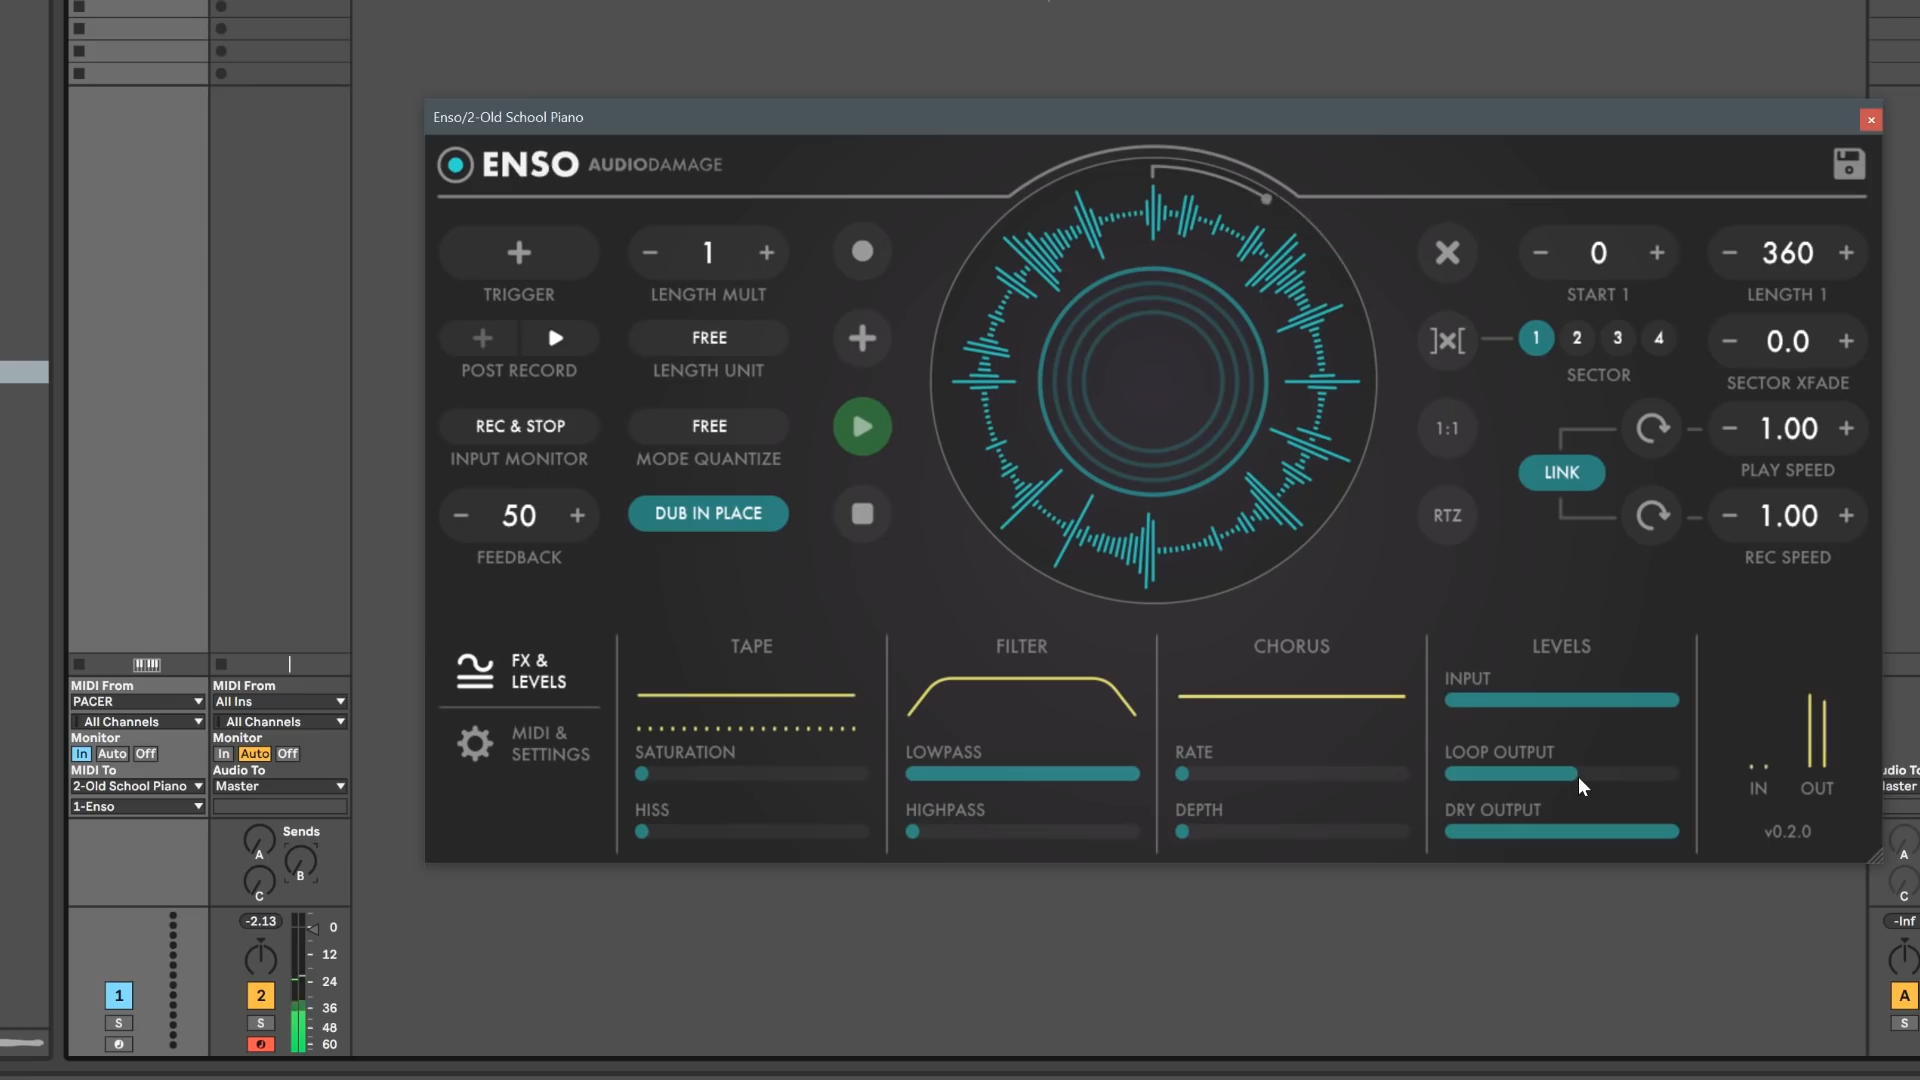 Enso/2-Old School Piano
ENSO AUDIODAMAGE
TRIGGER
- 1 +
LENGTH MULT
POST RECORD
FREE
LENGTH UNIT
REC & STOP
INPUT MONITOR
FREE
MODE QUANTIZE
- 50 +
FEEDBACK
DUB IN PLACE
- 0 +
START 1
- 360 +
LENGTH 1
]x[
1 2 3 4
SECTOR
- 0.0 +
SECTOR XFADE
1:1
- 1.00 +
PLAY SPEED
LINK
RTZ
- 1.00 +
REC SPEED
FX &
LEVELS
MIDI &
SETTINGS
TAPE
SATURATION
HISS
FILTER
LOWPASS
HIGHPASS
CHORUS
RATE
DEPTH
LEVELS
INPUT
LOOP OUTPUT
DRY OUTPUT
IN OUT
v0.2.0
MIDI From
PACER
All Channels
Monitor
In Auto Off
MIDI To
2-Old School Piano
1-Enso
MIDI From
All Ins
All Channels
Monitor
In Auto Off
Audio To
Master
Sends
A
B
C
-2.13
0
12
24
36
48
60
1
S
2
S
udio To
laster
A
C
-Inf
A
S